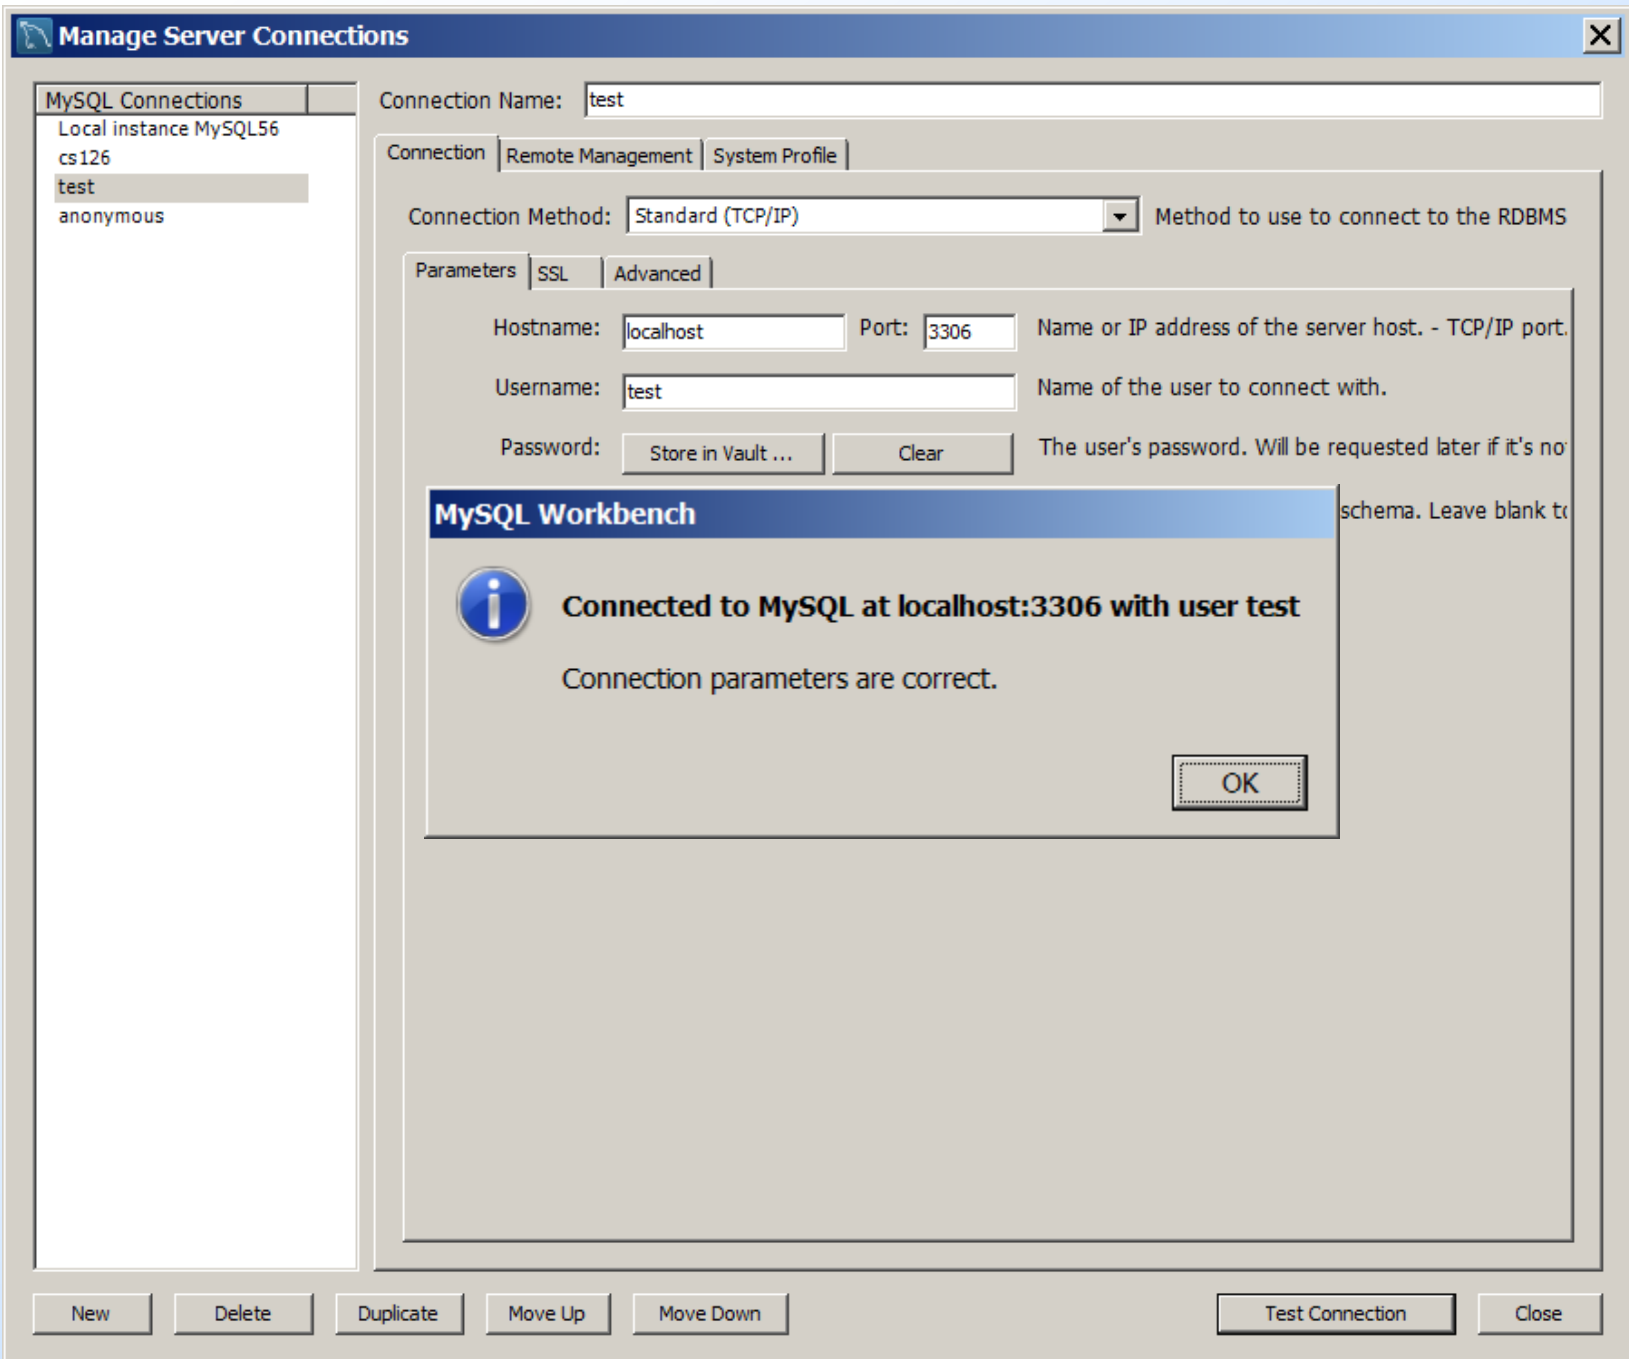 Manage Server Connections
MySQL Connections
Local instance MySQL56
cs126
test
anonymous
Connection Name: test
Connection Remote Management System Profile
Connection Method: Standard (TCP/IP) Method to use to connect to the RDBMS
Parameters SSL Advanced
Hostname: localhost Port: 3306 Name or IP address of the server host. - TCP/IP port.
Username: test Name of the user to connect with.
Password: Store in Vault ... Clear The user's password. Will be requested later if it's
schema. Leave blank
MySQL Workbench
Connected to MySQL at localhost:3306 with user test
Connection parameters are correct.
OK
New Delete Duplicate Move Up Move Down Test Connection Close